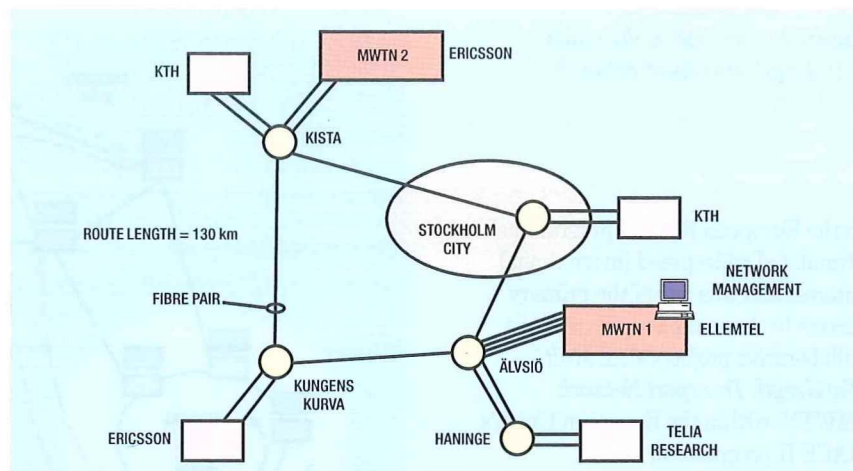 MWTN 2
ERICSSON
KTH
KISTA
STOCKHOLM
CITY
KTH
ROUTE LENGTH = 130 km
NETWORK
MANAGEMENT
FIBRE PAIR
MWTN 1
ELLEMTEL
ÄLVSIÖ
KUNGENS
KURVA
ERICSSON
HANINGE
TELIA
RESEARCH